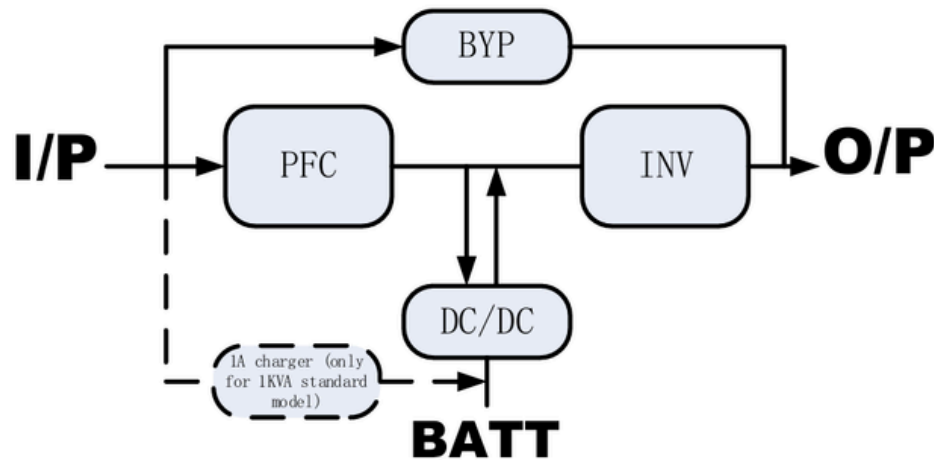 BYP
I/P
PFC
INV
O/P
DC/DC
1A charger (only
for 1KVA standard
model)
BATT